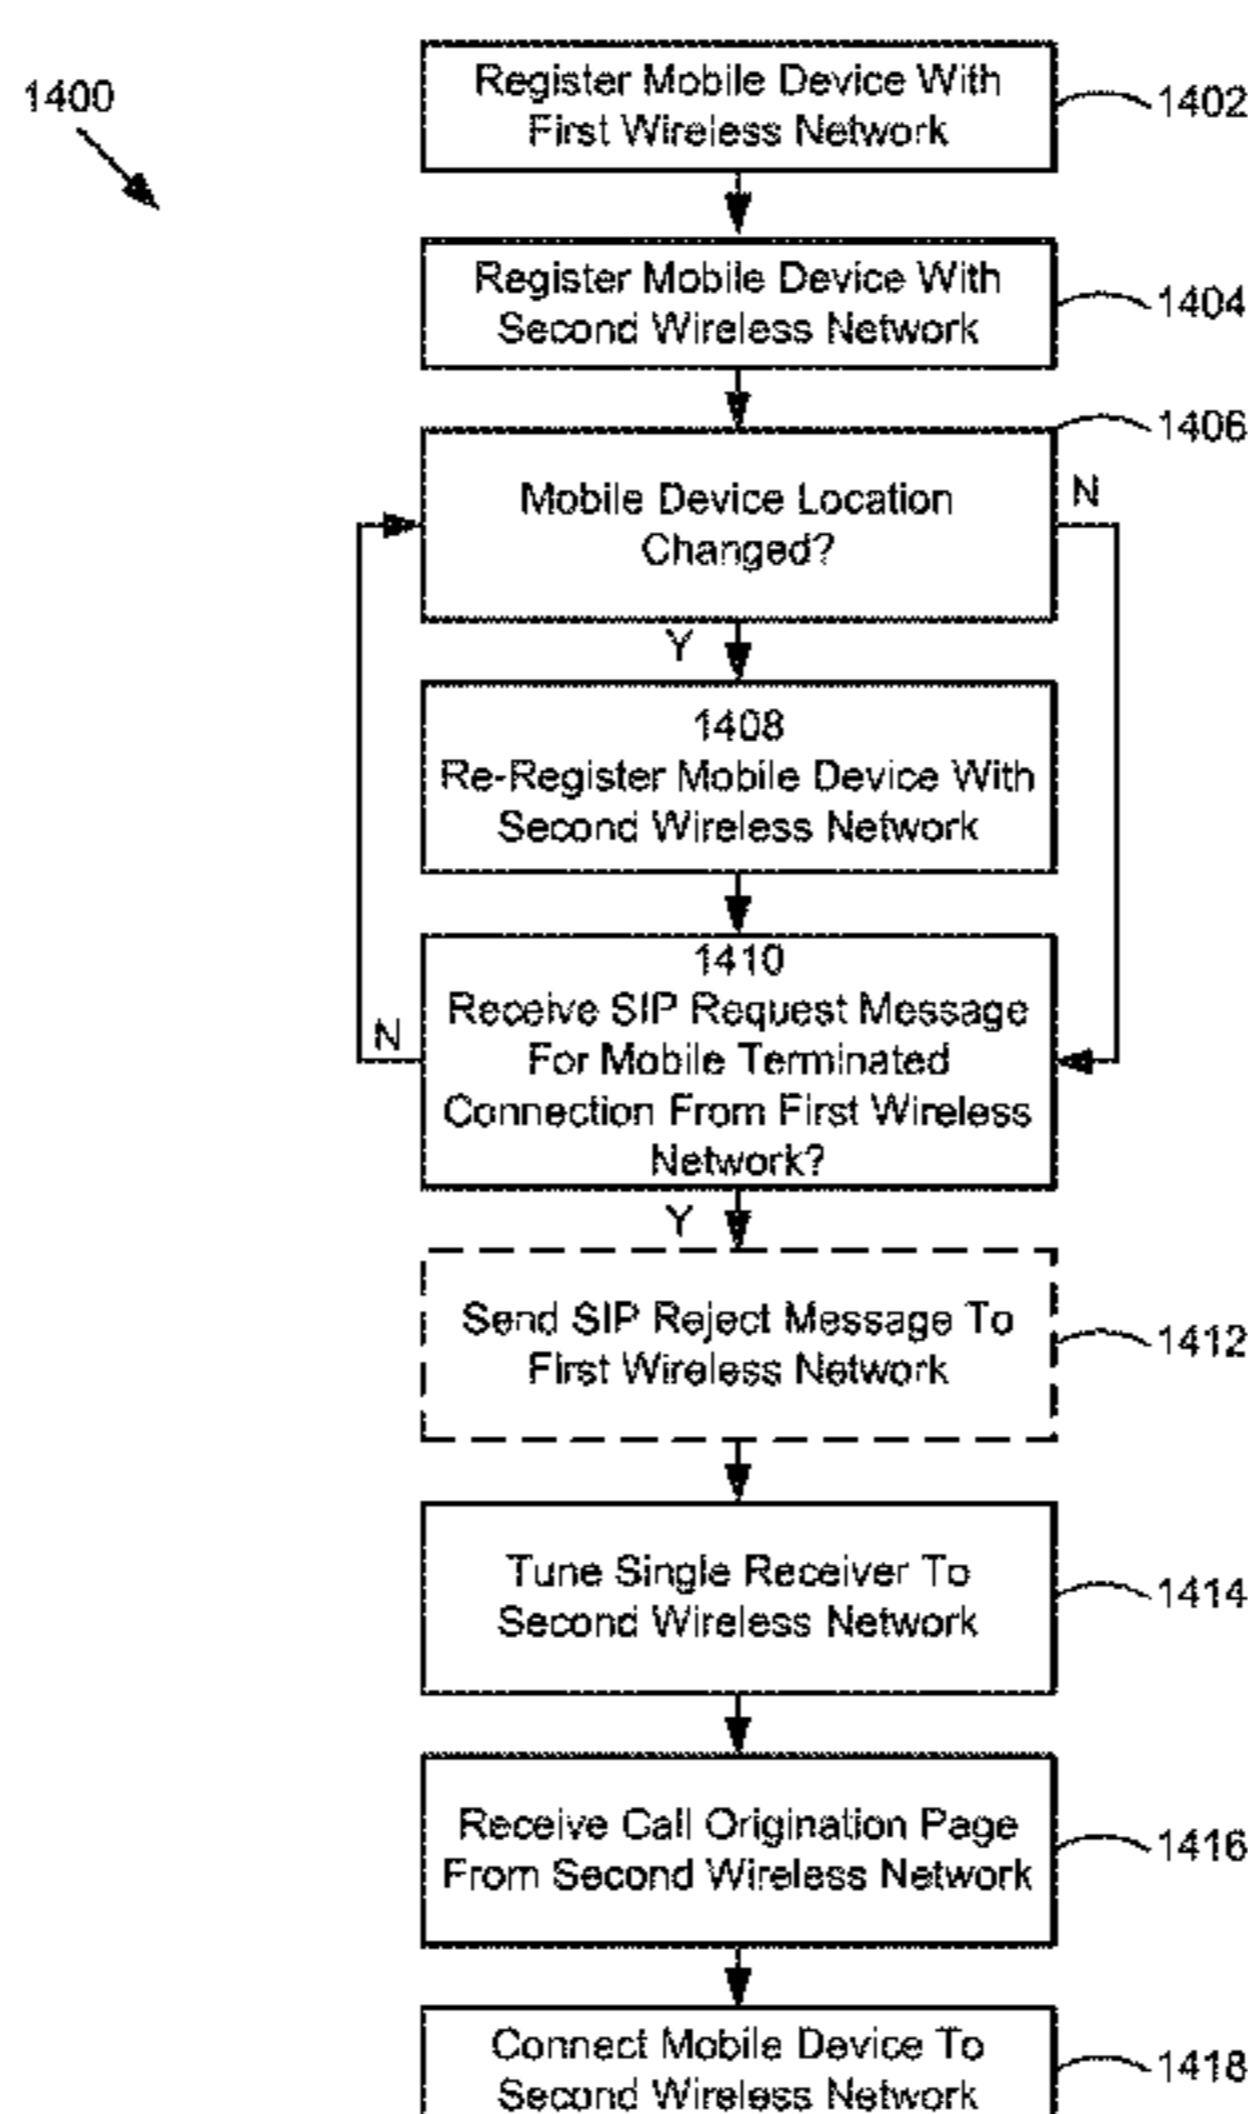 1400
Register Mobile Device With
First Wireless Network
1402
Register Mobile Device With
Second Wireless Network
1404
1406
Mobile Device Location
Changed?
N
Y
1408
Re-Register Mobile Device With
Second Wireless Network
1410
Receive SIP Request Message
For Mobile Terminated
Connection From First Wireless
Network?
N
Y
Send SIP Reject Message To
First Wireless Network
1412
Tune Single Receiver To
Second Wireless Network
1414
Receive Call Origination Page
From Second Wireless Network
1416
Connect Mobile Device To
Second Wireless Network
1418